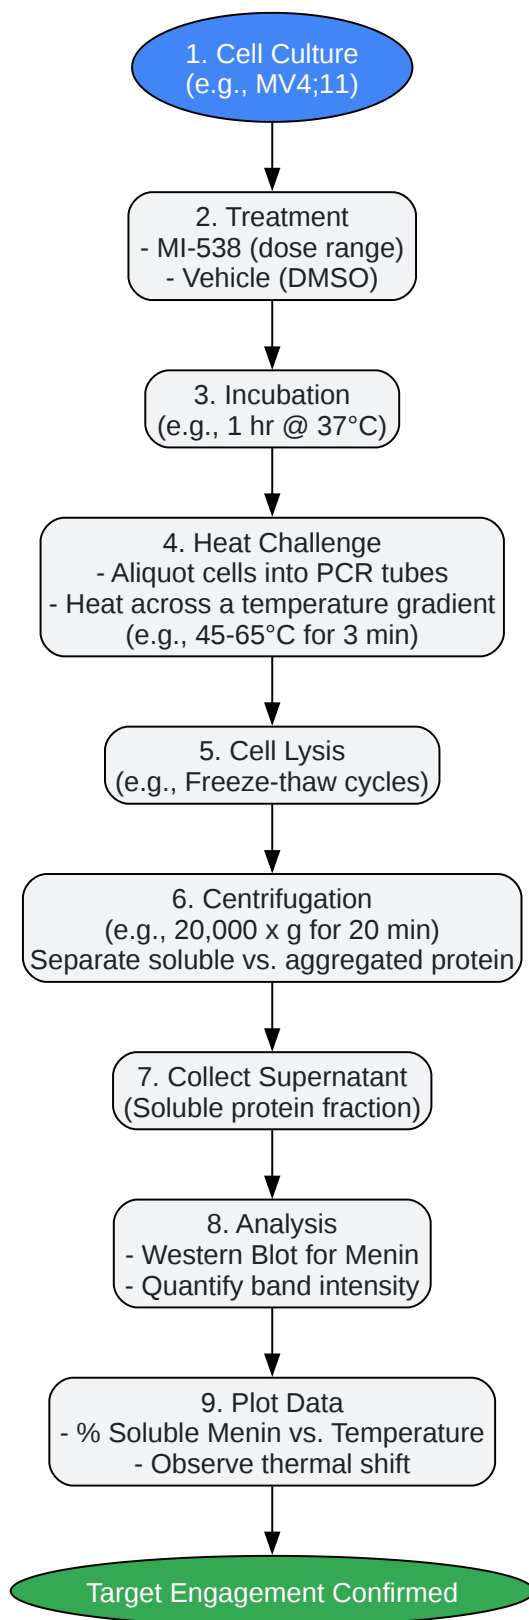 1. Cell Culture
(e.g., MV4;11)
2. Treatment
- MI-538 (dose range)
- Vehicle (DMSO)
3. Incubation
(e.g., 1 hr @ 37°C)
4. Heat Challenge
- Aliquot cells into PCR tubes
- Heat across a temperature gradient
(e.g., 45-65°C for 3 min)
5. Cell Lysis
(e.g., Freeze-thaw cycles)
6. Centrifugation
(e.g., 20,000 x g for 20 min)
Separate soluble vs. aggregated protein
7. Collect Supernatant
(Soluble protein fraction)
8. Analysis
- Western Blot for Menin
- Quantify band intensity
9. Plot Data
- % Soluble Menin vs. Temperature
- Observe thermal shift
Target Engagement Confirmed